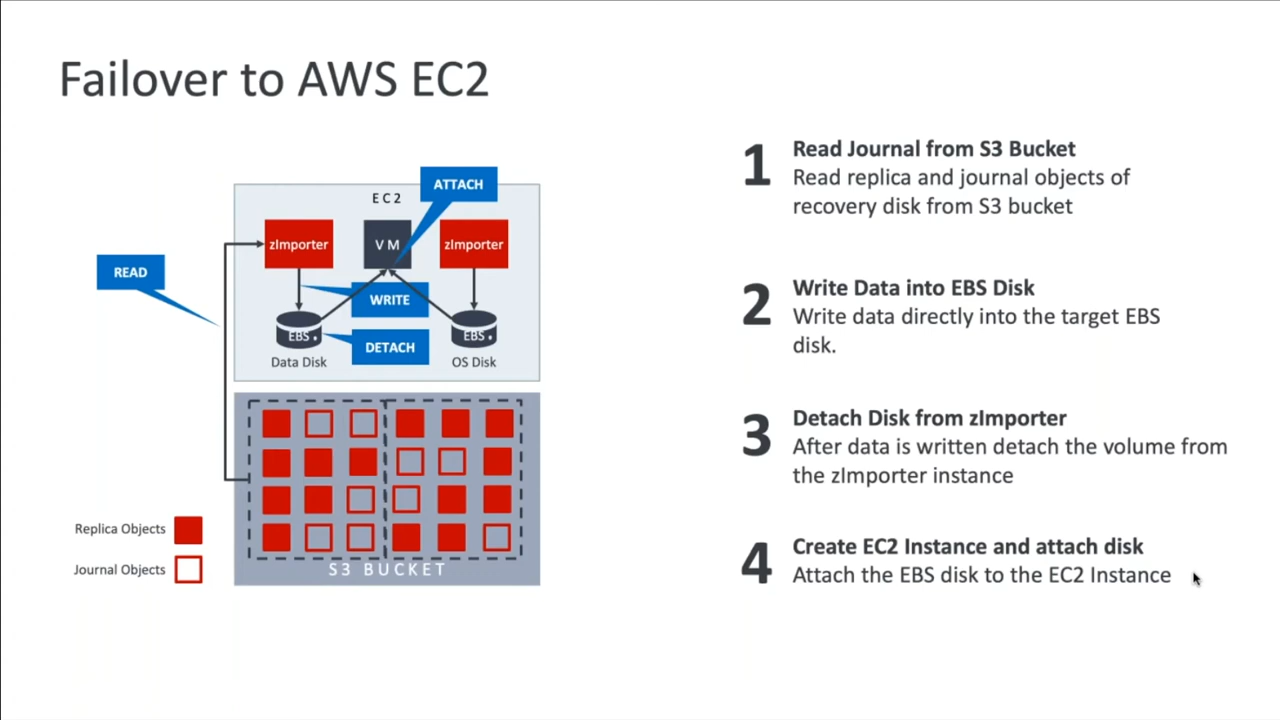 Failover to AWS EC2
ATTACH
EC2
zImporter
VM
zImporter
READ
WRITE
EBS
EBS
DETACH
Data Disk
OS Disk
Replica Objects
Journal Objects
S3 BUCKET
1
Read Journal from S3 Bucket
Read replica and journal objects of
recovery disk from S3 bucket
2
Write Data into EBS Disk
Write data directly into the target EBS
disk.
3
Detach Disk from zImporter
After data is written detach the volume from
the zImporter instance
4
Create EC2 Instance and attach disk
Attach the EBS disk to the EC2 Instance